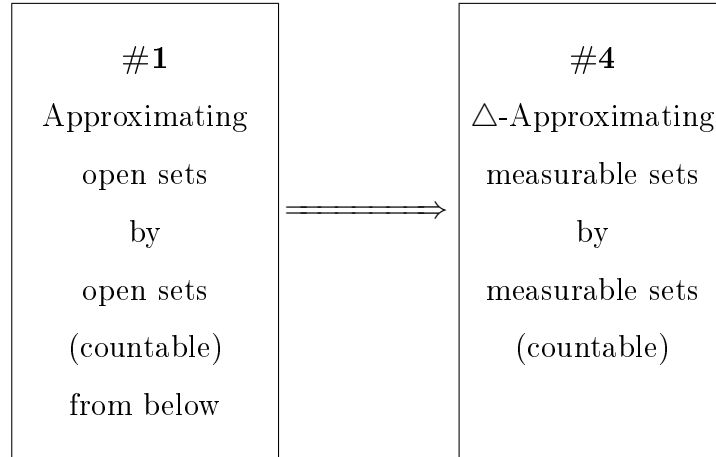 #1
Approximating
open sets
by
open sets
(countable)
from below
#4
△-Approximating
measurable sets
by
measurable sets
(countable)